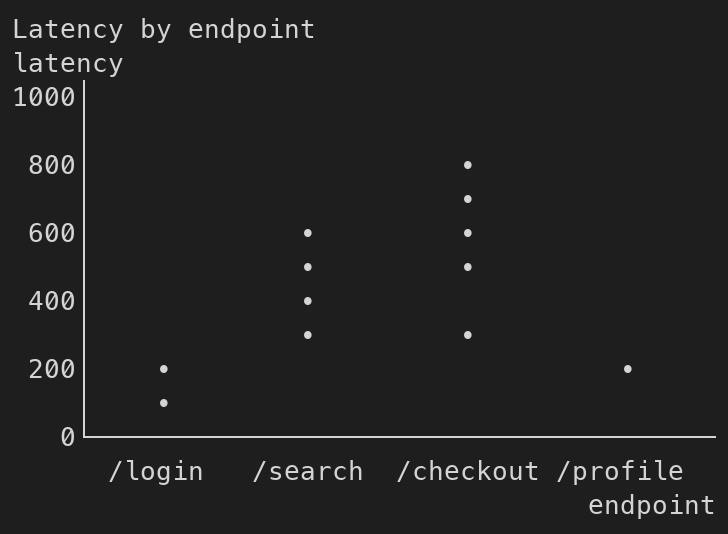 Latency by endpoint
latency
1000
800
600
400
200
0
/login /search /checkout /profile
endpoint